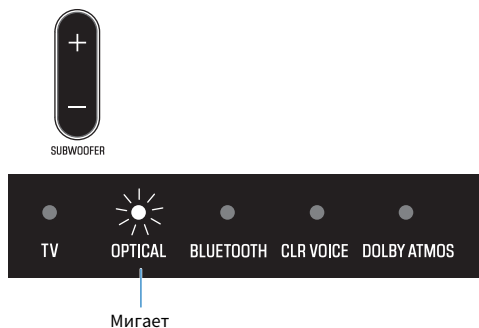 +
−
SUBWOOFER
TV OPTICAL BLUETOOTH CLR VOICE DOLBY ATMOS
Мигает